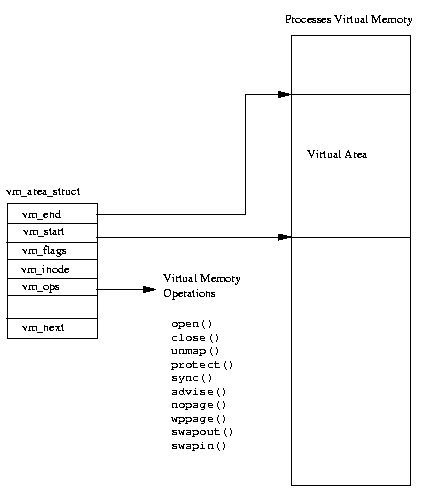 Processes Virtual Memory
Virtual Area
vm_area_struct
vm_end
vm_start
vm_flags
vm_inode
vm_ops
vm_next
Virtual Memory
Operations
open()
close()
unmap()
protect()
sync()
advise()
nopage()
wppage()
swapout()
swapin()